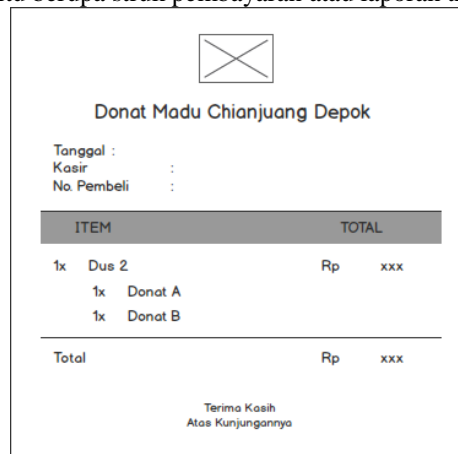 Donat Madu Chianjuang Depok
Tanggal :
Kasir :
No. Pembeli :
ITEM TOTAL
1x Dus 2 Rp xxx
1x Donat A
1x Donat B
Total Rp xxx
Terima Kasih
Atas Kunjungannya